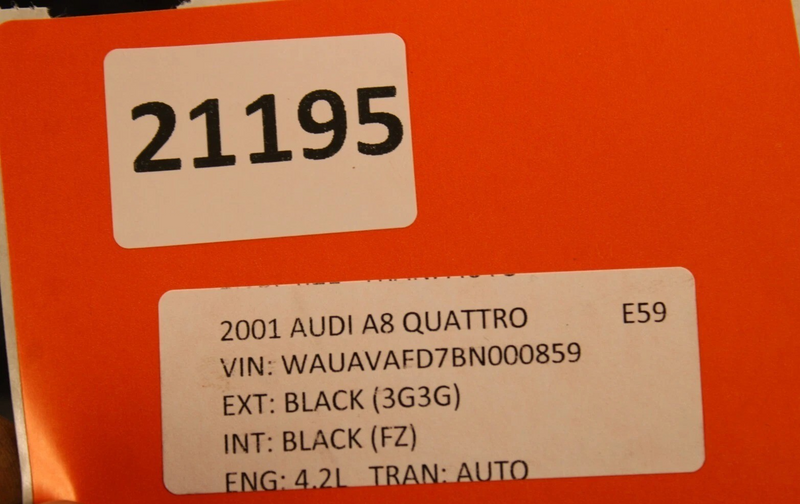 21195
2001 AUDI A8 QUATTRO E59
VIN: WAUAVAFD7BN000859
EXT: BLACK (3G3G)
INT: BLACK (FZ)
ENG: 4.2L TRAN: AUTO